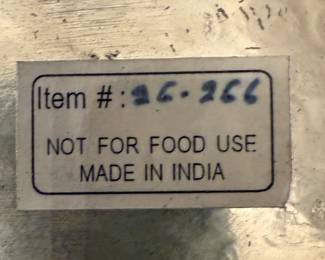 Item # : 26-266
NOT FOR FOOD USE
MADE IN INDIA